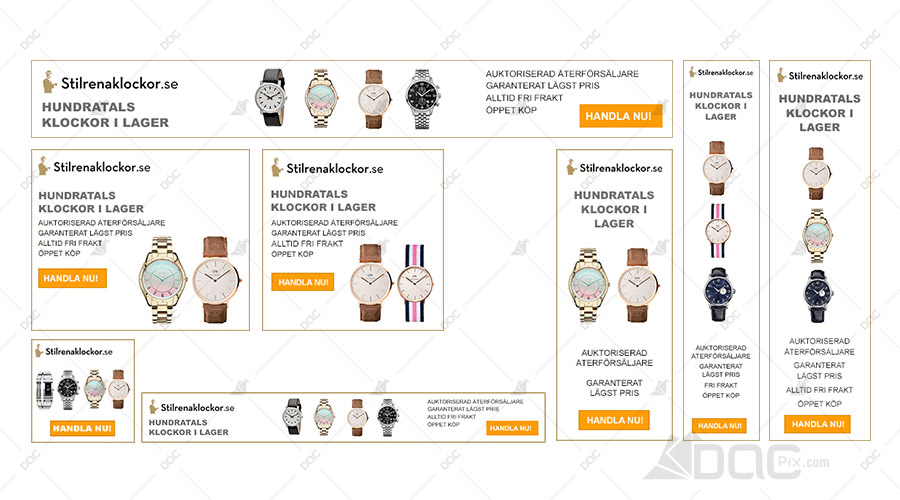 Stilrenaklockor.se
HUNDRATALS
KLOCKOR I LAGER
AUKTORISERAD ÅTERFÖRSÄLJARE
GARANTERAT LÄGST PRIS
ALLTID FRI FRAKT
ÖPPET KÖP
HANDLA NU!
Stilrenaklockor.se
HUNDRATALS
KLOCKOR I LAGER
AUKTORISERAD ÅTERFÖRSÄLJARE
GARANTERAT LÄGST PRIS
ALLTID FRI FRAKT
ÖPPET KÖP
HANDLA NU!
Stilrenaklockor.se
HUNDRATALS
KLOCKOR I LAGER
AUKTORISERAD ÅTERFÖRSÄLJARE
GARANTERAT LÄGST PRIS
ALLTID FRI FRAKT
ÖPPET KÖP
HANDLA NU!
Stilrenaklockor.se
HANDLA NU!
Stilrenaklockor.se
HUNDRATALS
KLOCKOR I LAGER
AUKTORISERAD ÅTERFÖRSÄLJARE
GARANTERAT LÄGST PRIS
ALLTID FRI FRAKT
ÖPPET KÖP
HANDLA NU!
Stilrenaklockor.se
HUNDRATALS
KLOCKOR I
LAGER
AUKTORISERAD
ÅTERFÖRSÄLJARE
GARANTERAT
LÄGST PRIS
HANDLA NU!
Stilrenaklockor.se
HUNDRATALS
KLOCKOR I
LAGER
AUKTORISERAD
ÅTERFÖRSÄLJARE
GARANTERAT
LÄGST PRIS
FRI FRAKT
ÖPPET KÖP
HANDLA NU!
Stilrenaklockor.se
HUNDRATALS
KLOCKOR I
LAGER
AUKTORISERAD
ÅTERFÖRSÄLJARE
GARANTERAT
LÄGST PRIS
ALLTID FRI FRAKT
ÖPPET KÖP
HANDLA NU!
DQC
Pix.com